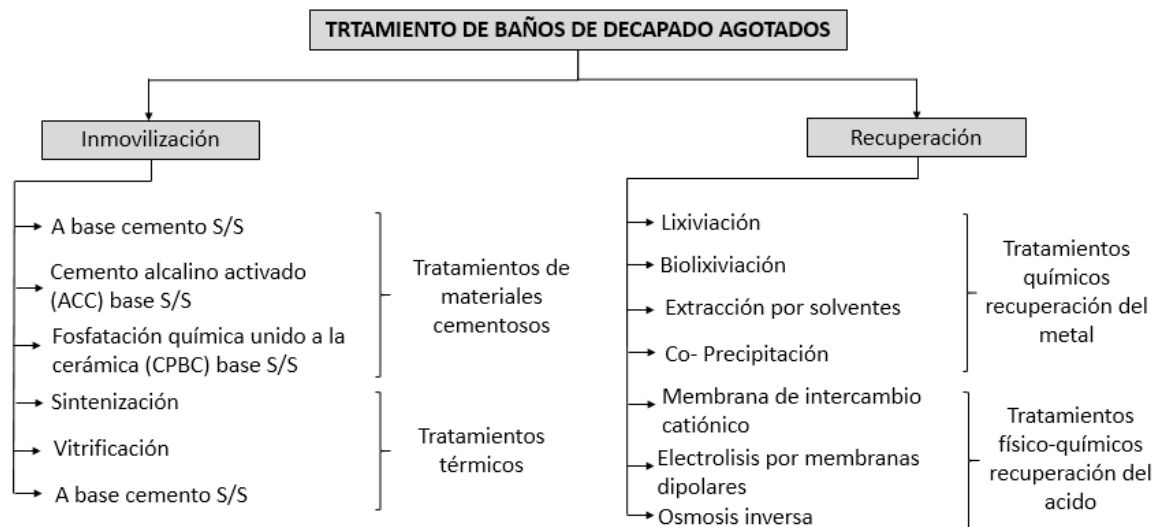 TRTAMIENTO DE BAÑOS DE DECAPADO AGOTADOS
Inmovilización
A base cemento S/S
Cemento alcalino activado
(ACC) base S/S
Fosfatación química unido a la
cerámica (CPBC) base S/S
Sintenización
Vitrificación
A base cemento S/S
Tratamientos de
materiales
cementosos
Tratamientos
térmicos
Recuperación
Lixiviación
Biolixiviación
Extracción por solventes
Co- Precipitación
Membrana de intercambio
catiónico
Electrolisis por membranas
dipolares
Osmosis inversa
Tratamientos
químicos
recuperación del
metal
Tratamientos
físico-químicos
recuperación del
acido